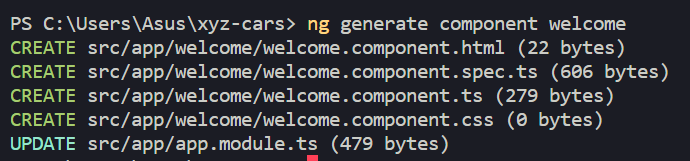 PS C:\Users\Asus\xyz-cars> ng generate component welcome
CREATE src/app/welcome/welcome.component.html (22 bytes)
CREATE src/app/welcome/welcome.component.spec.ts (606 bytes)
CREATE src/app/welcome/welcome.component.ts (279 bytes)
CREATE src/app/welcome/welcome.component.css (0 bytes)
UPDATE src/app/app.module.ts (479 bytes)